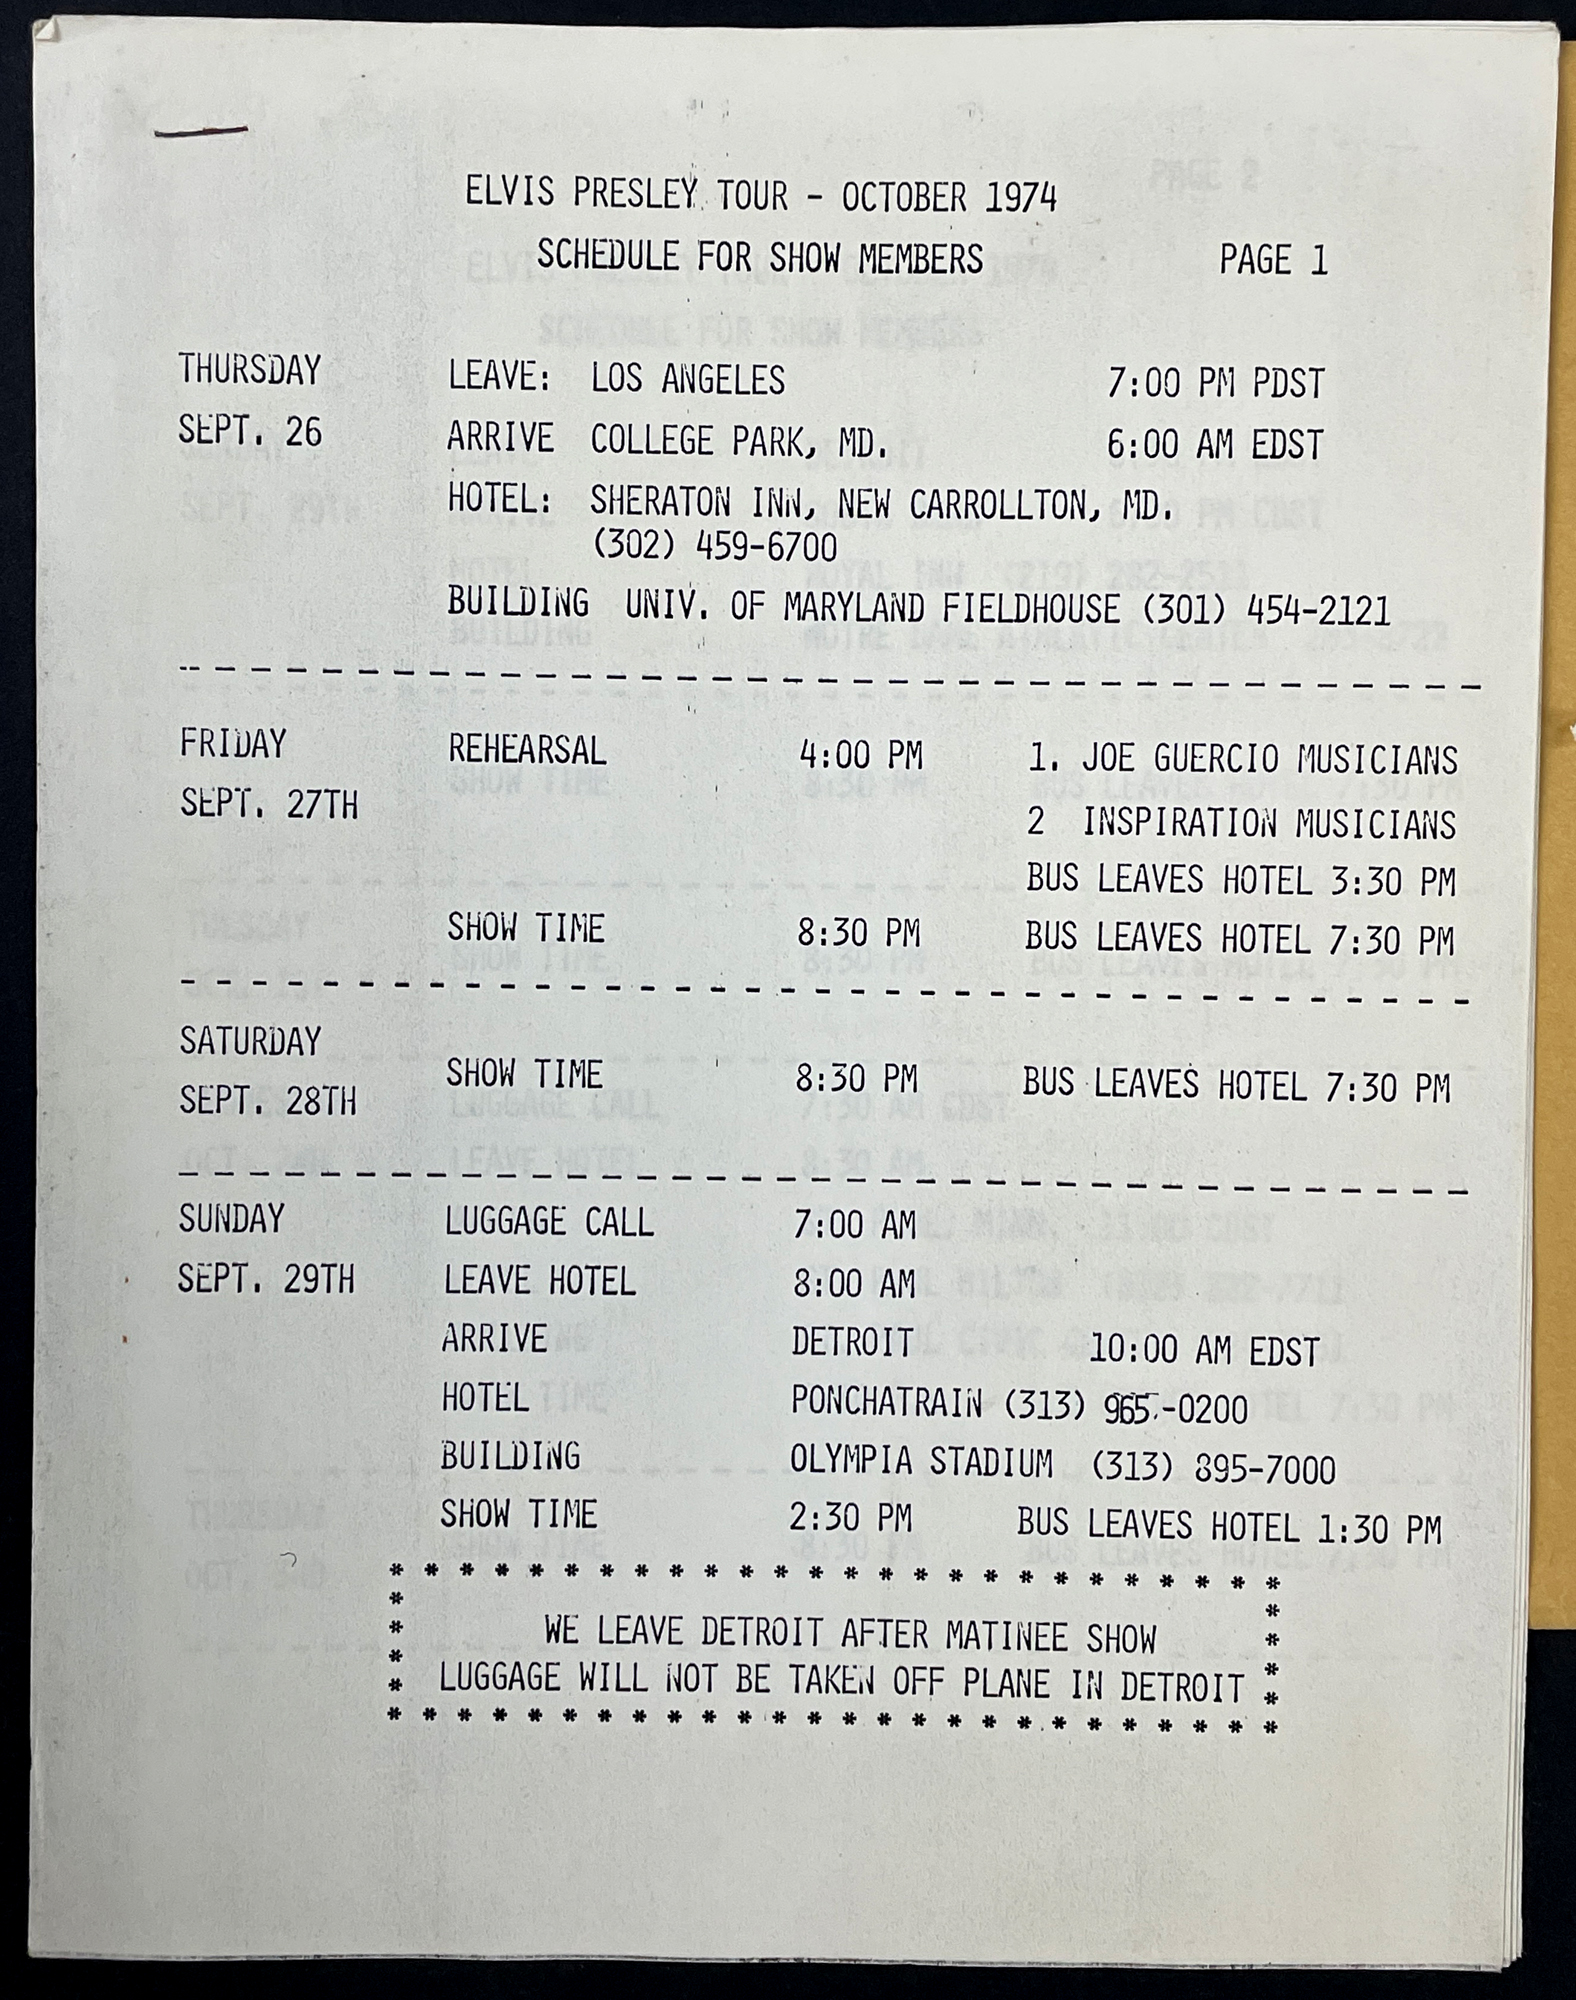 ELVIS PRESLEY TOUR - OCTOBER 1974
SCHEDULE FOR SHOW MEMBERS PAGE 1
THURSDAY LEAVE: LOS ANGELES 7:00 PM PDST
SEPT. 26 ARRIVE COLLEGE PARK, MD. 6:00 AM EDST
HOTEL: SHERATON INN, NEW CARROLLTON, MD.
(302) 459-6700
BUILDING UNIV. OF MARYLAND FIELDHOUSE (301) 454-2121
FRIDAY REHEARSAL 4:00 PM 1. JOE GUERCIO MUSICIANS
SEPT. 27TH 2 INSPIRATION MUSICIANS
BUS LEAVES HOTEL 3:30 PM
SHOW TIME 8:30 PM BUS LEAVES HOTEL 7:30 PM
SATURDAY
SHOW TIME 8:30 PM BUS LEAVES HOTEL 7:30 PM
SEPT. 28TH
SUNDAY LUGGAGE CALL 7:00 AM
SEPT. 29TH LEAVE HOTEL 8:00 AM
ARRIVE DETROIT 10:00 AM EDST
HOTEL PONCHATRAIN (313) 965-0200
BUILDING OLYMPIA STADIUM (313) 895-7000
SHOW TIME 2:30 PM BUS LEAVES HOTEL 1:30 PM
WE LEAVE DETROIT AFTER MATINEE SHOW
LUGGAGE WILL NOT BE TAKEN OFF PLANE IN DETROIT